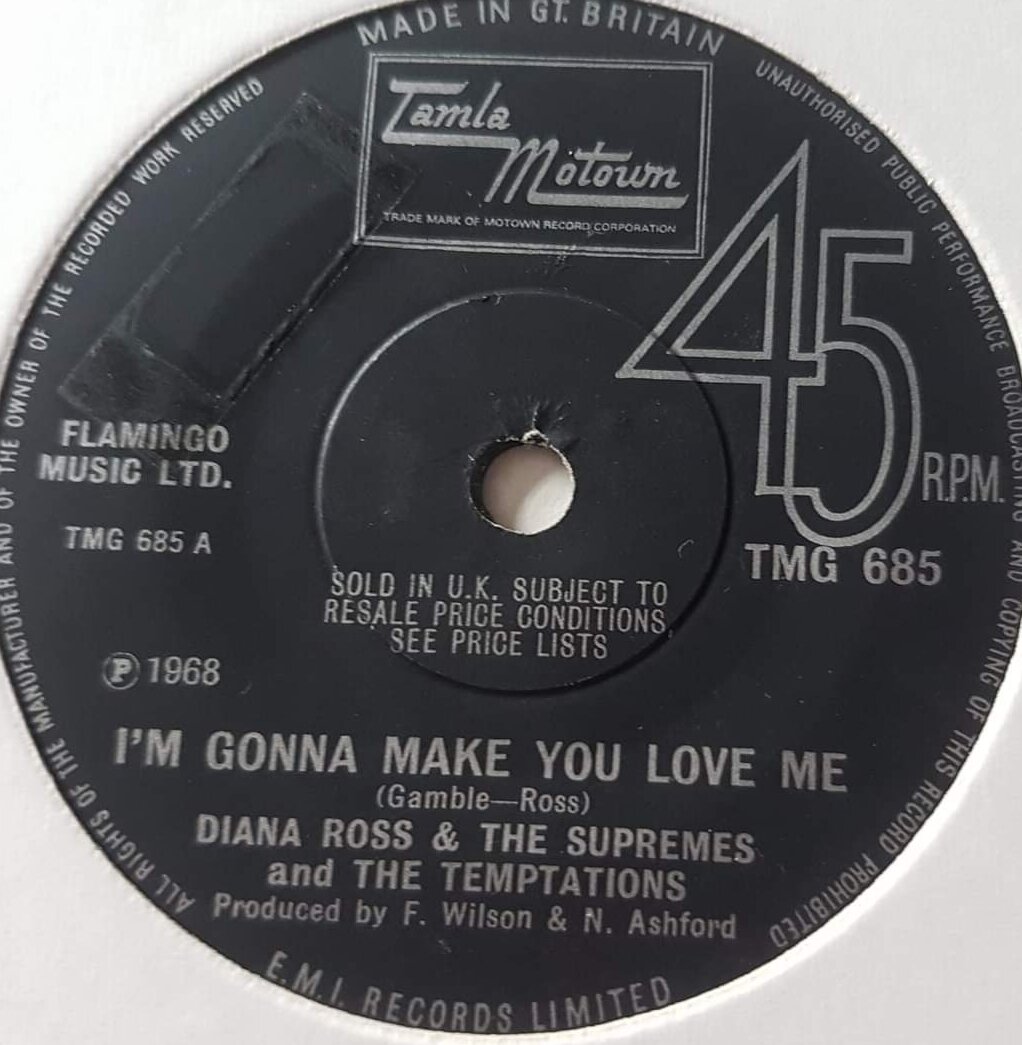 MADE IN GT. BRITAIN
Tamla
Motown
TRADE MARK OF MOTOWN RECORD CORPORATION
UNAUTHORISED PUBLIC PERFORMANCE BROADCASTING AND COPYING OF THIS RECORD PROHIBITED
ALL RIGHTS OF THE MANUFACTURER AND OF THE OWNER OF THE RECORDED WORK RESERVED
45
R.P.M.
FLAMINGO
MUSIC LTD.
TMG 685 A
TMG 685
SOLD IN U.K. SUBJECT TO
RESALE PRICE CONDITIONS,
SEE PRICE LISTS
Ⓟ 1968
I'M GONNA MAKE YOU LOVE ME
(Gamble—Ross)
DIANA ROSS & THE SUPREMES
and THE TEMPTATIONS
Produced by F. Wilson & N. Ashford
E.M.I. RECORDS LIMITED